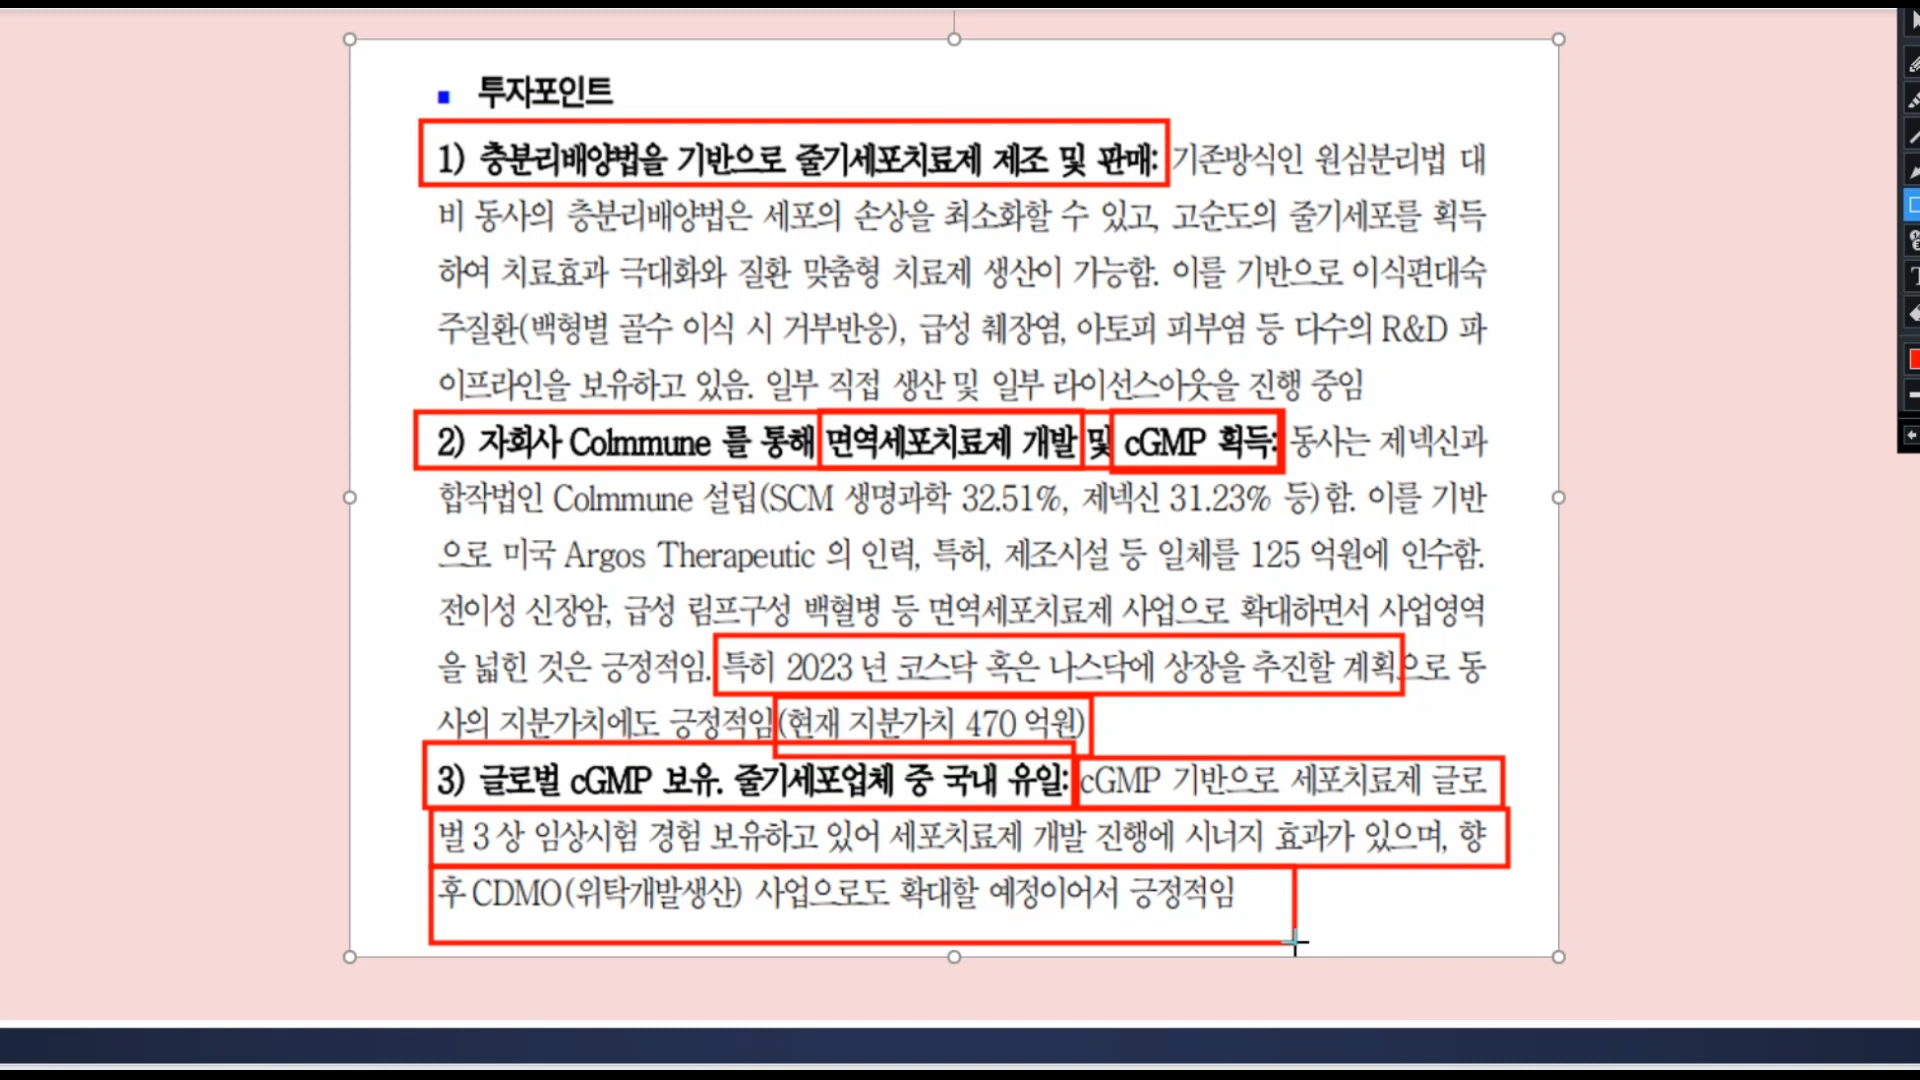 투자포인트
1) 층분리배양법을 기반으로 줄기세포치료제 제조 및 판매: 기존방식인 원심분리법 대
비 동사의 층분리배양법은 세포의 손상을 최소화할 수 있고, 고순도의 줄기세포를 획득
하여 치료효과 극대화와 질환 맞춤형 치료제 생산이 가능함. 이를 기반으로 이식편대숙
주질환(백형별 골수 이식 시 거부반응), 급성 췌장염, 아토피 피부염 등 다수의 R&D 파
이프라인을 보유하고 있음. 일부 직접 생산 및 일부 라이선스아웃을 진행 중임
2) 자회사 Colmmune 를 통해 면역세포치료제 개발 및 cGMP 획득: 동사는 제넥신과
합작법인 Colmmune 설립(SCM 생명과학 32.51%, 제넥신 31.23% 등)함. 이를 기반
으로 미국 Argos Therapeutic 의 인력, 특허, 제조시설 등 일체를 125 억원에 인수함.
전이성 신장암, 급성 림프구성 백혈병 등 면역세포치료제 사업으로 확대하면서 사업영역
을 넓힌 것은 긍정적임. 특히 2023 년 코스닥 혹은 나스닥에 상장을 추진할 계획으로 동
사의 지분가치에도 긍정적임(현재 지분가치 470 억원)
3) 글로벌 cGMP 보유. 줄기세포업체 중 국내 유일: cGMP 기반으로 세포치료제 글로
벌 3 상 임상시험 경험 보유하고 있어 세포치료제 개발 진행에 시너지 효과가 있으며, 향
후 CDMO(위탁개발생산) 사업으로도 확대할 예정이어서 긍정적임